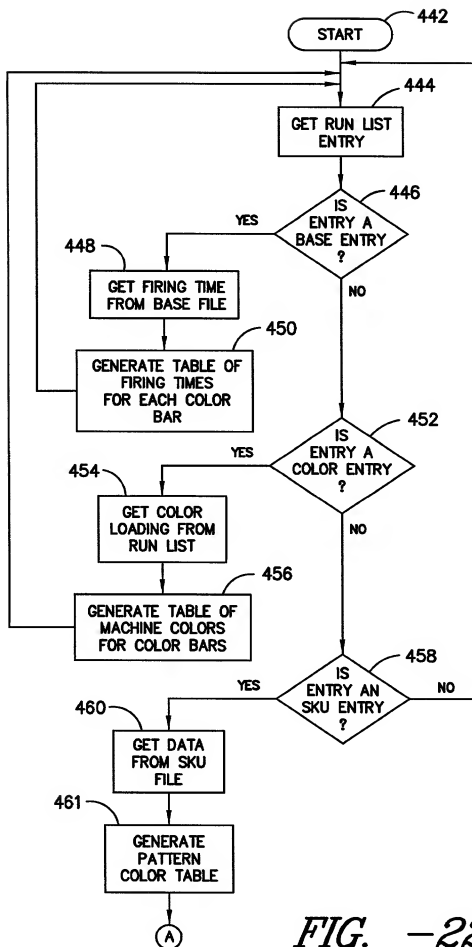 442
START
444
GET RUN LIST
ENTRY
446
IS
ENTRY A
BASE ENTRY
?
YES
NO
448
GET FIRING TIME
FROM BASE FILE
450
GENERATE TABLE OF
FIRING TIMES
FOR EACH COLOR
BAR
452
IS
ENTRY A
COLOR ENTRY
?
YES
NO
454
GET COLOR
LOADING FROM
RUN LIST
456
GENERATE TABLE OF
MACHINE COLORS
FOR COLOR BARS
458
IS
ENTRY AN
SKU ENTRY
?
YES
NO
460
GET DATA
FROM SKU
FILE
461
GENERATE
PATTERN
COLOR TABLE
A
FIG. -22